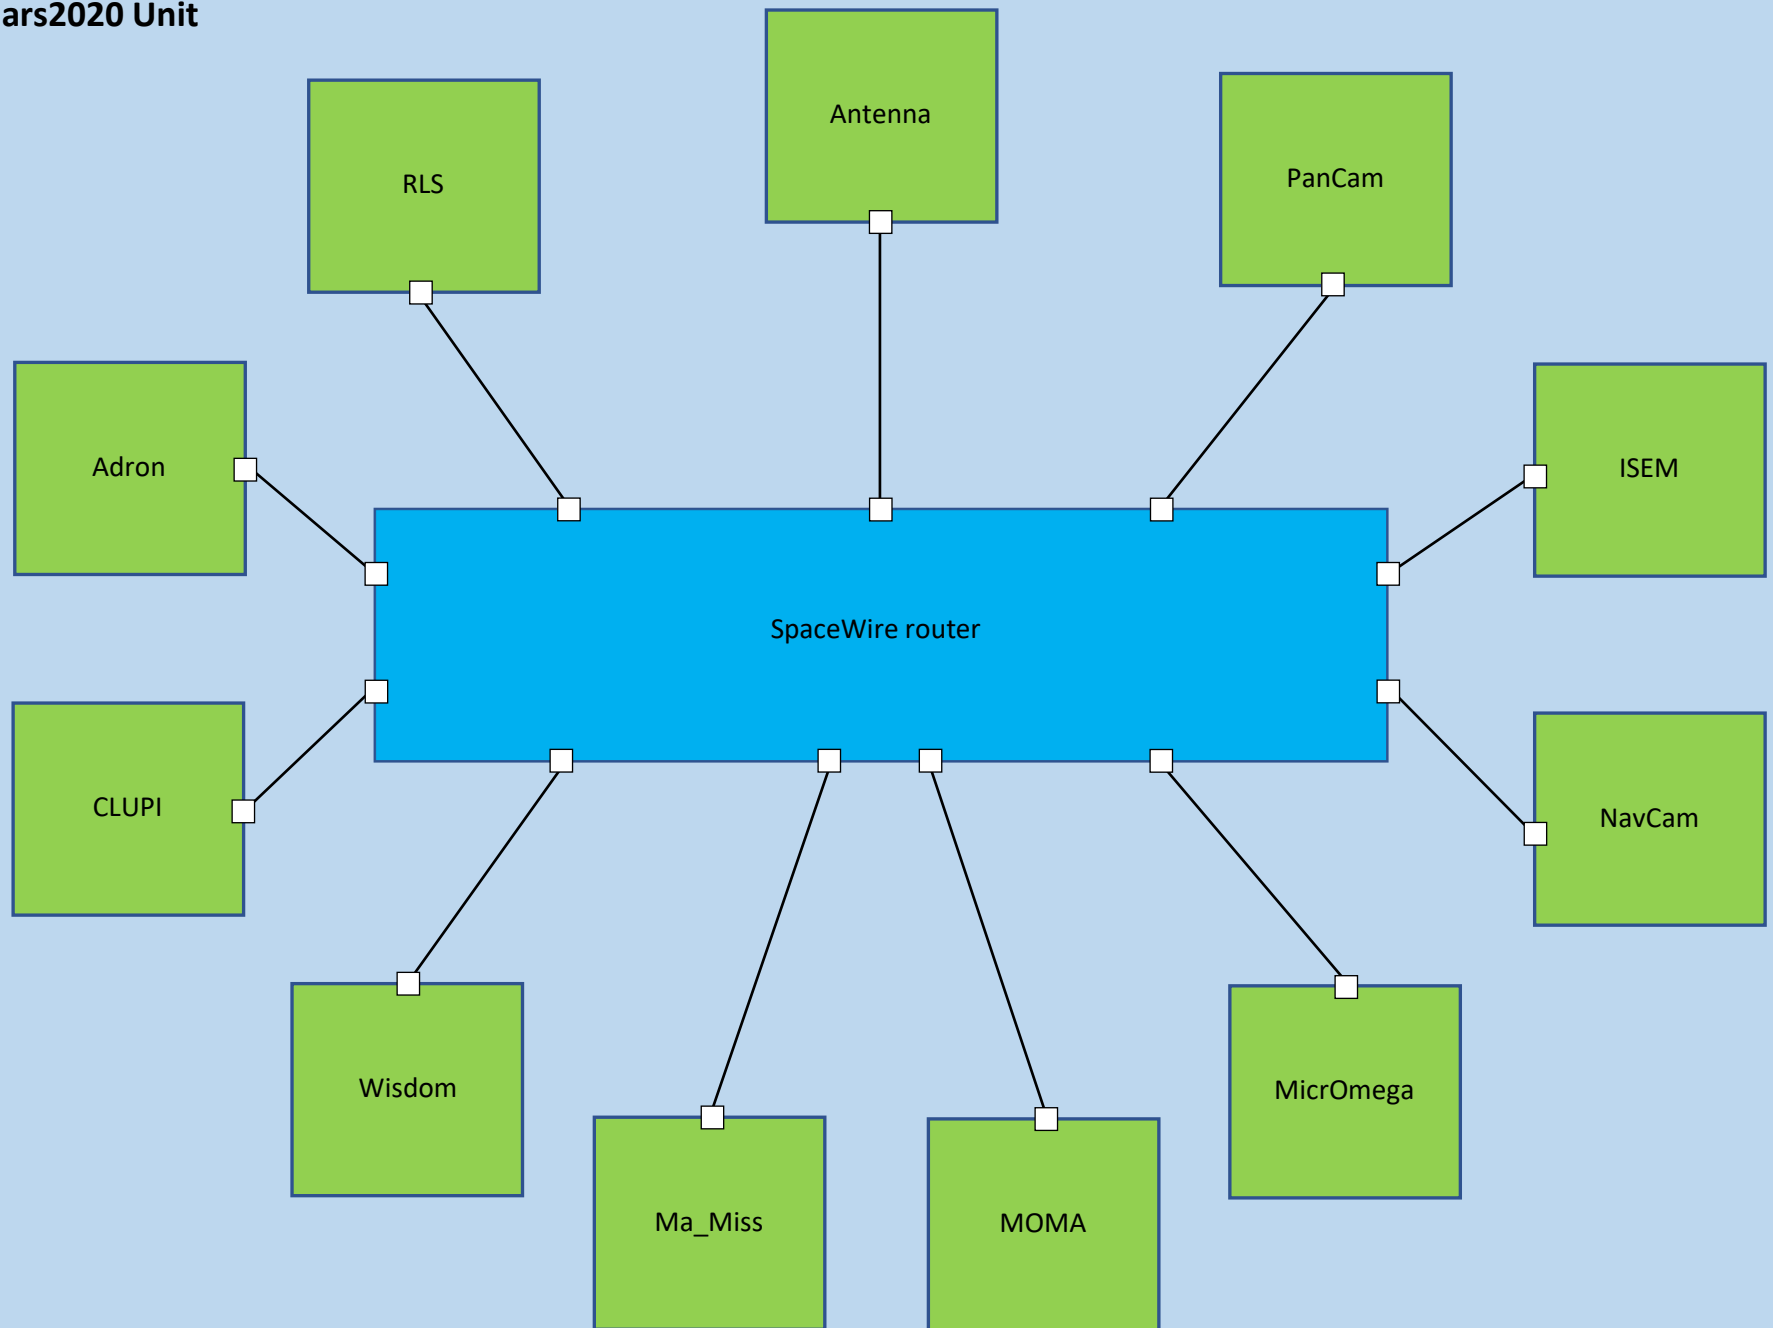 ars2020 Unit
Antenna
RLS
PanCam
Adron
ISEM
SpaceWire router
CLUPI
NavCam
Wisdom
MicrOmega
Ma_Miss
MOMA